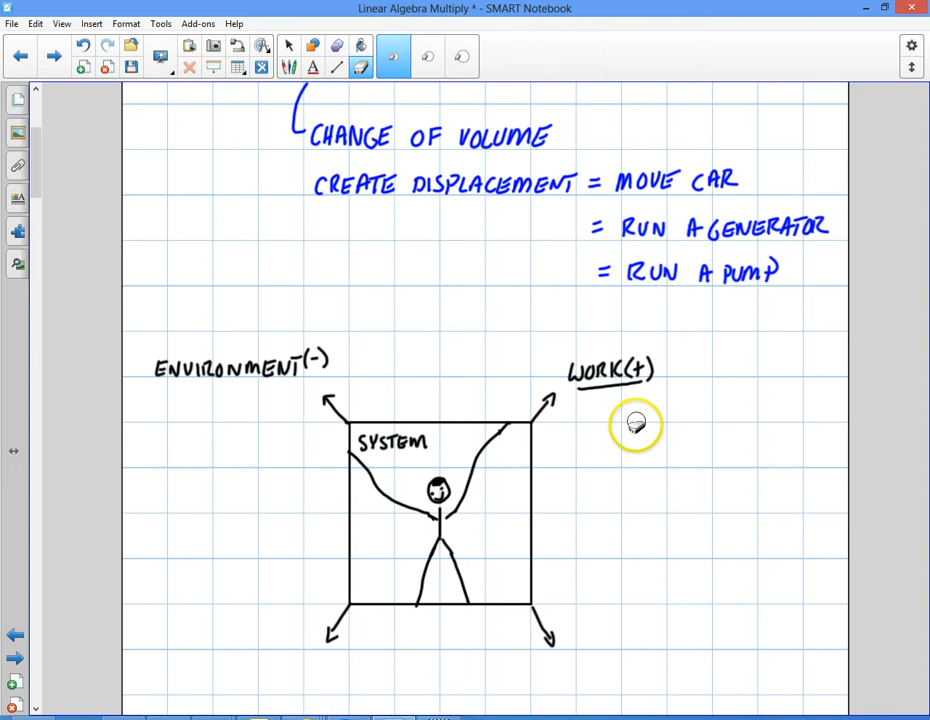 Linear Algebra Multiply * - SMART Notebook
File Edit View Insert Format Tools Add-ons Help
CHANGE OF VOLUME
CREATE DISPLACEMENT = MOVE CAR
= RUN A GENERATOR
= RUN A PUMP
ENVIRONMENT (-)
WORK(+)
SYSTEM